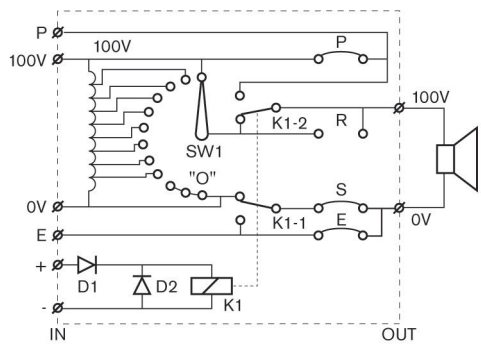 P
100V
100V
P
100V
K1-2
R
SW1
"O"
0V
K1-1
S
E
0V
E
+
D1
D2
K1
-
IN
OUT